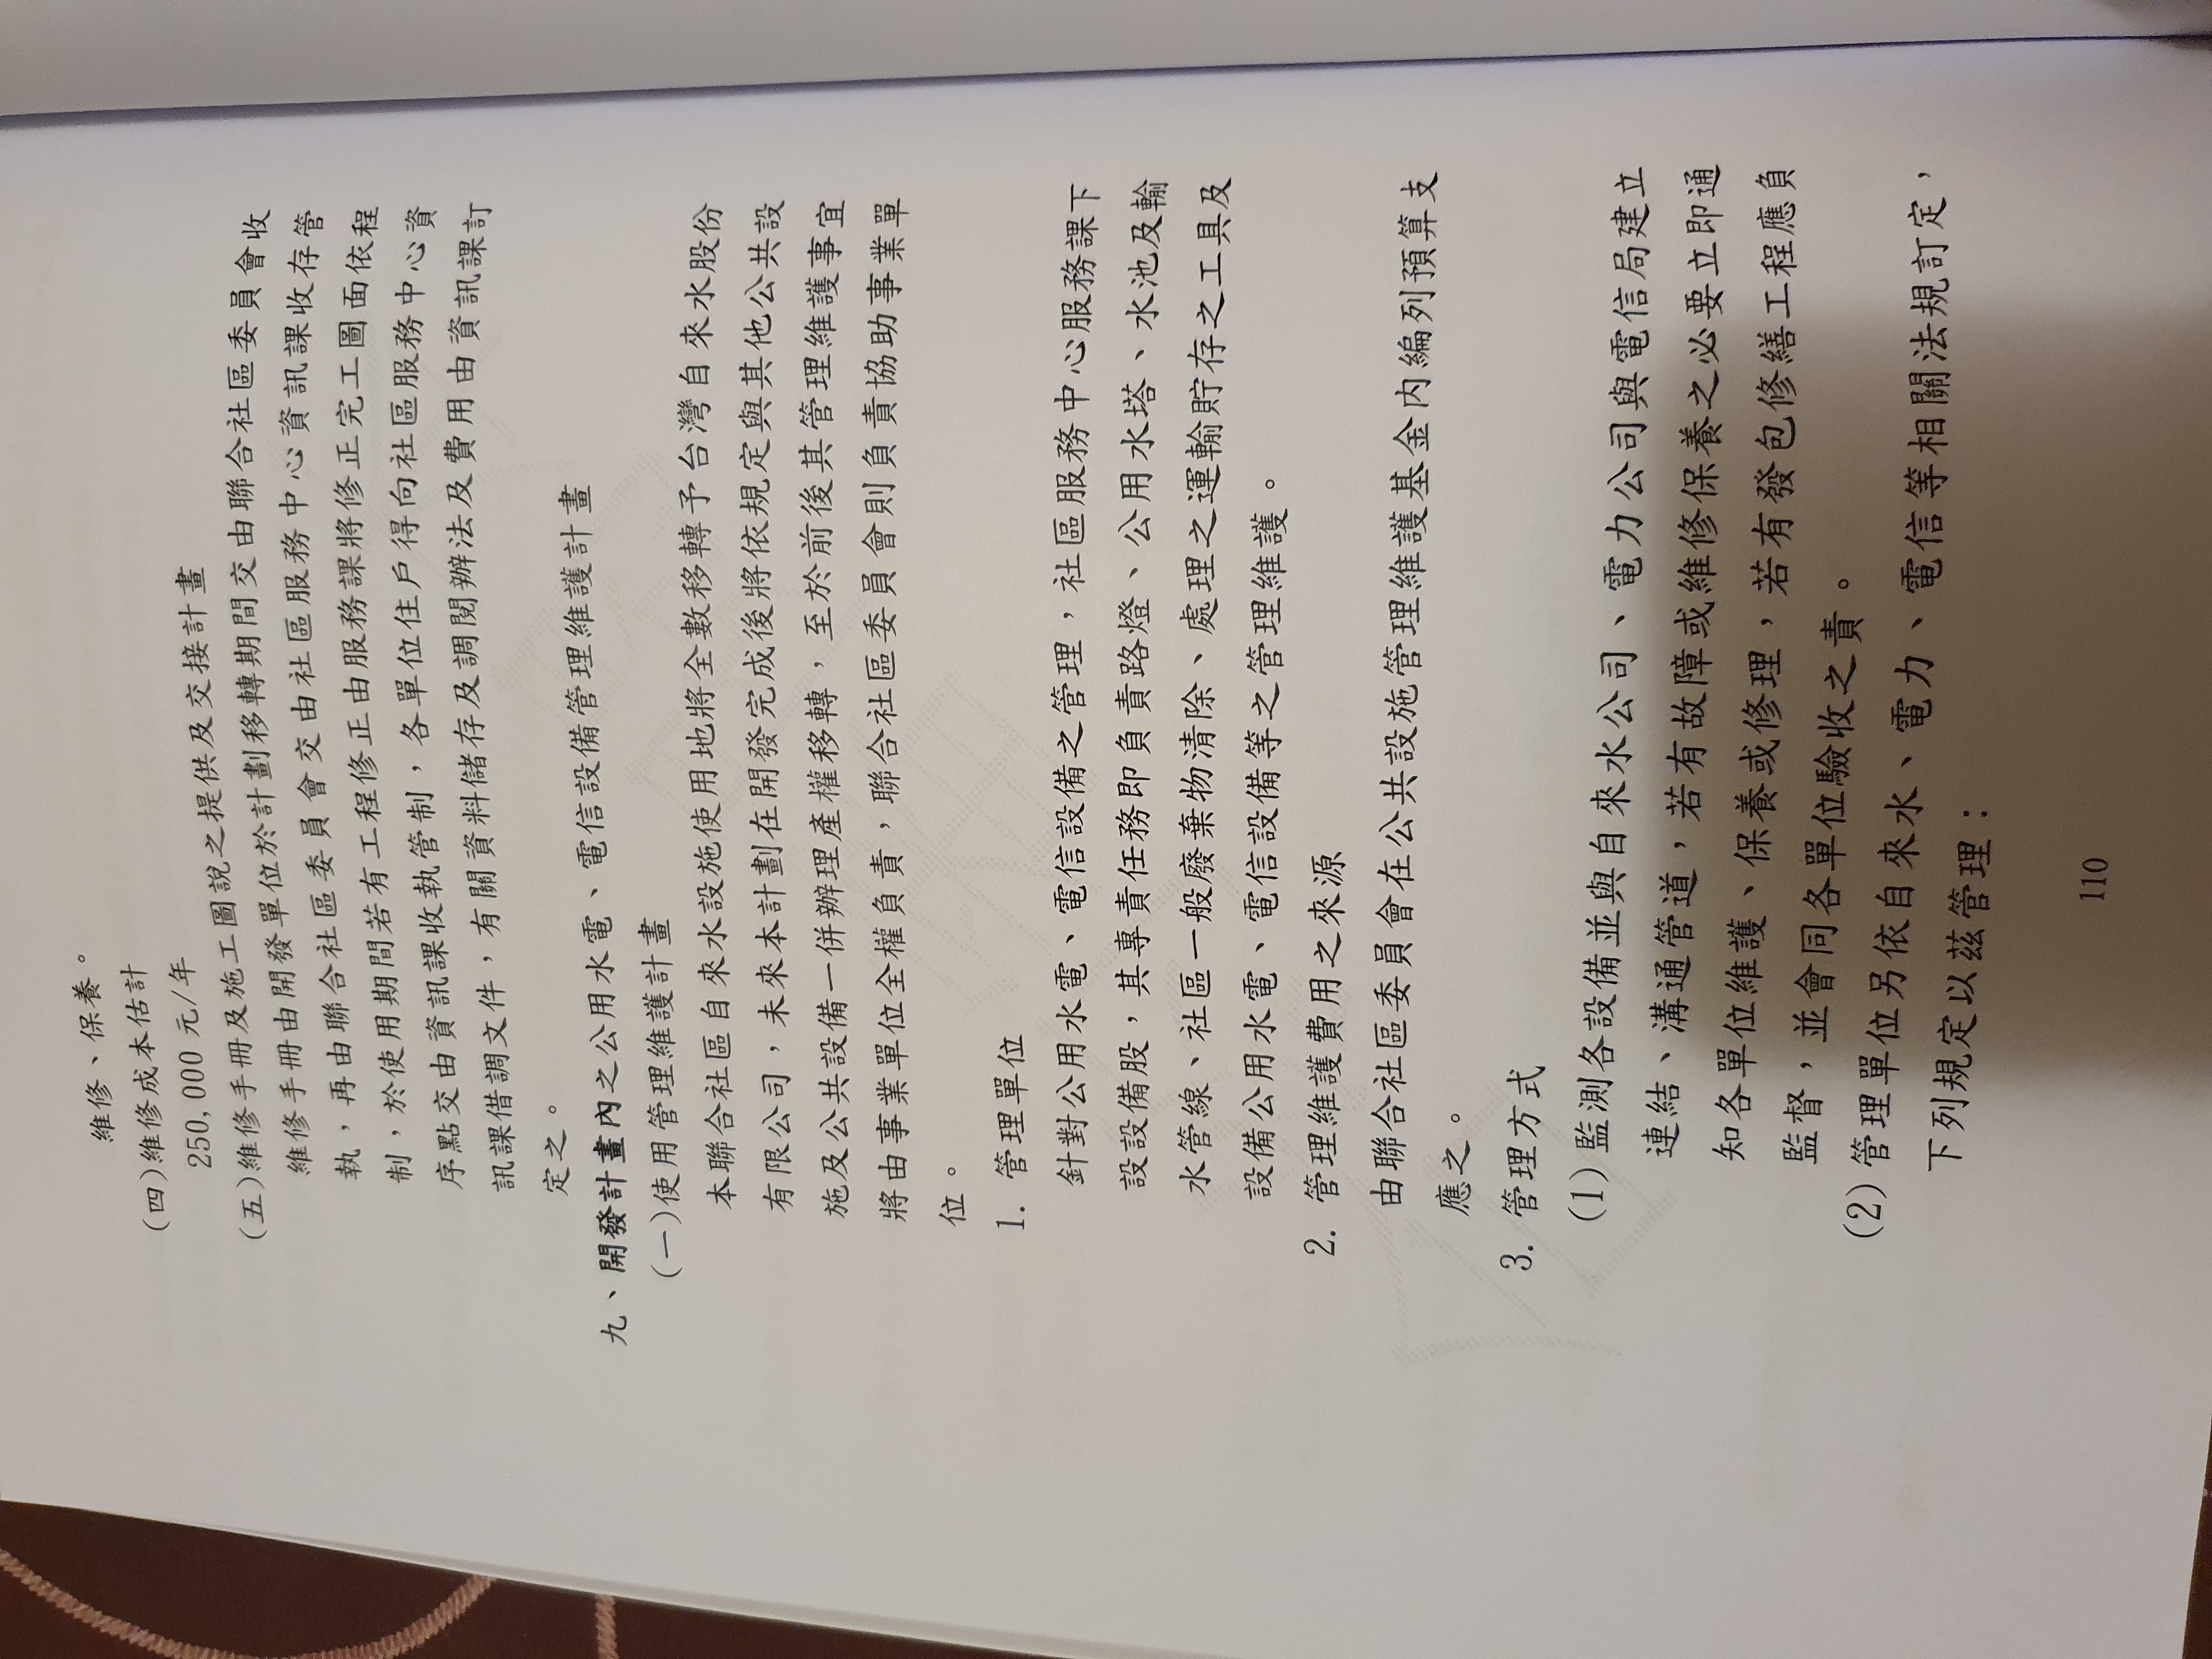 維修、保養。
(四)維修成本估計
250,000 元/年
(五)維修手冊及施工圖說之提供及交接計畫
維修手冊由開發單位於計劃移轉期間交由聯合社區委員會收
執，再由聯合社區委員會交由社區服務中心資訊課收存管
制，於使用期間若有工程修正由服務課將修正完工圖面依程
序點交由資訊課收執管制，各單位住戶得向社區服務中心資
訊課借調文件，有關資料儲存及調閱辦法及費用由資訊課訂
定之。
九、開發計畫內之公用水電、電信設備管理維護計畫
(一)使用管理維護計畫
本聯合社區自來水設施使用地將全數移轉予台灣自來水股份
有限公司，未來本計劃在開發完成後將依規定與其他公共設
施及公共設備一併辦理產權移轉，至於前後其管理維護事宜
將由事業單位全權負責，聯合社區委員會則負責協助事業單
位。
1. 管理單位
針對公用水電、電信設備之管理，社區服務中心服務課下
設設備股，其專責任務即負責路燈、公用水塔、水池及輸
水管線、社區一般廢棄物清除、處理之運輸貯存之工具及
設備公用水電、電信設備等之管理維護。
2. 管理維護費用之來源
由聯合社區委員會在公共設施管理維護基金內編列預算支
應之。
3. 管理方式
(1)監測各設備並與自來水公司、電力公司與電信局建立
連結、溝通管道，若有故障或維修保養之必要立即通
知各單位維護、保養或修理，若有發包修繕工程應負
監督，並會同各單位驗收之責。
(2)管理單位另依自來水、電力、電信等相關法規訂定，
下列規定以茲管理：
110